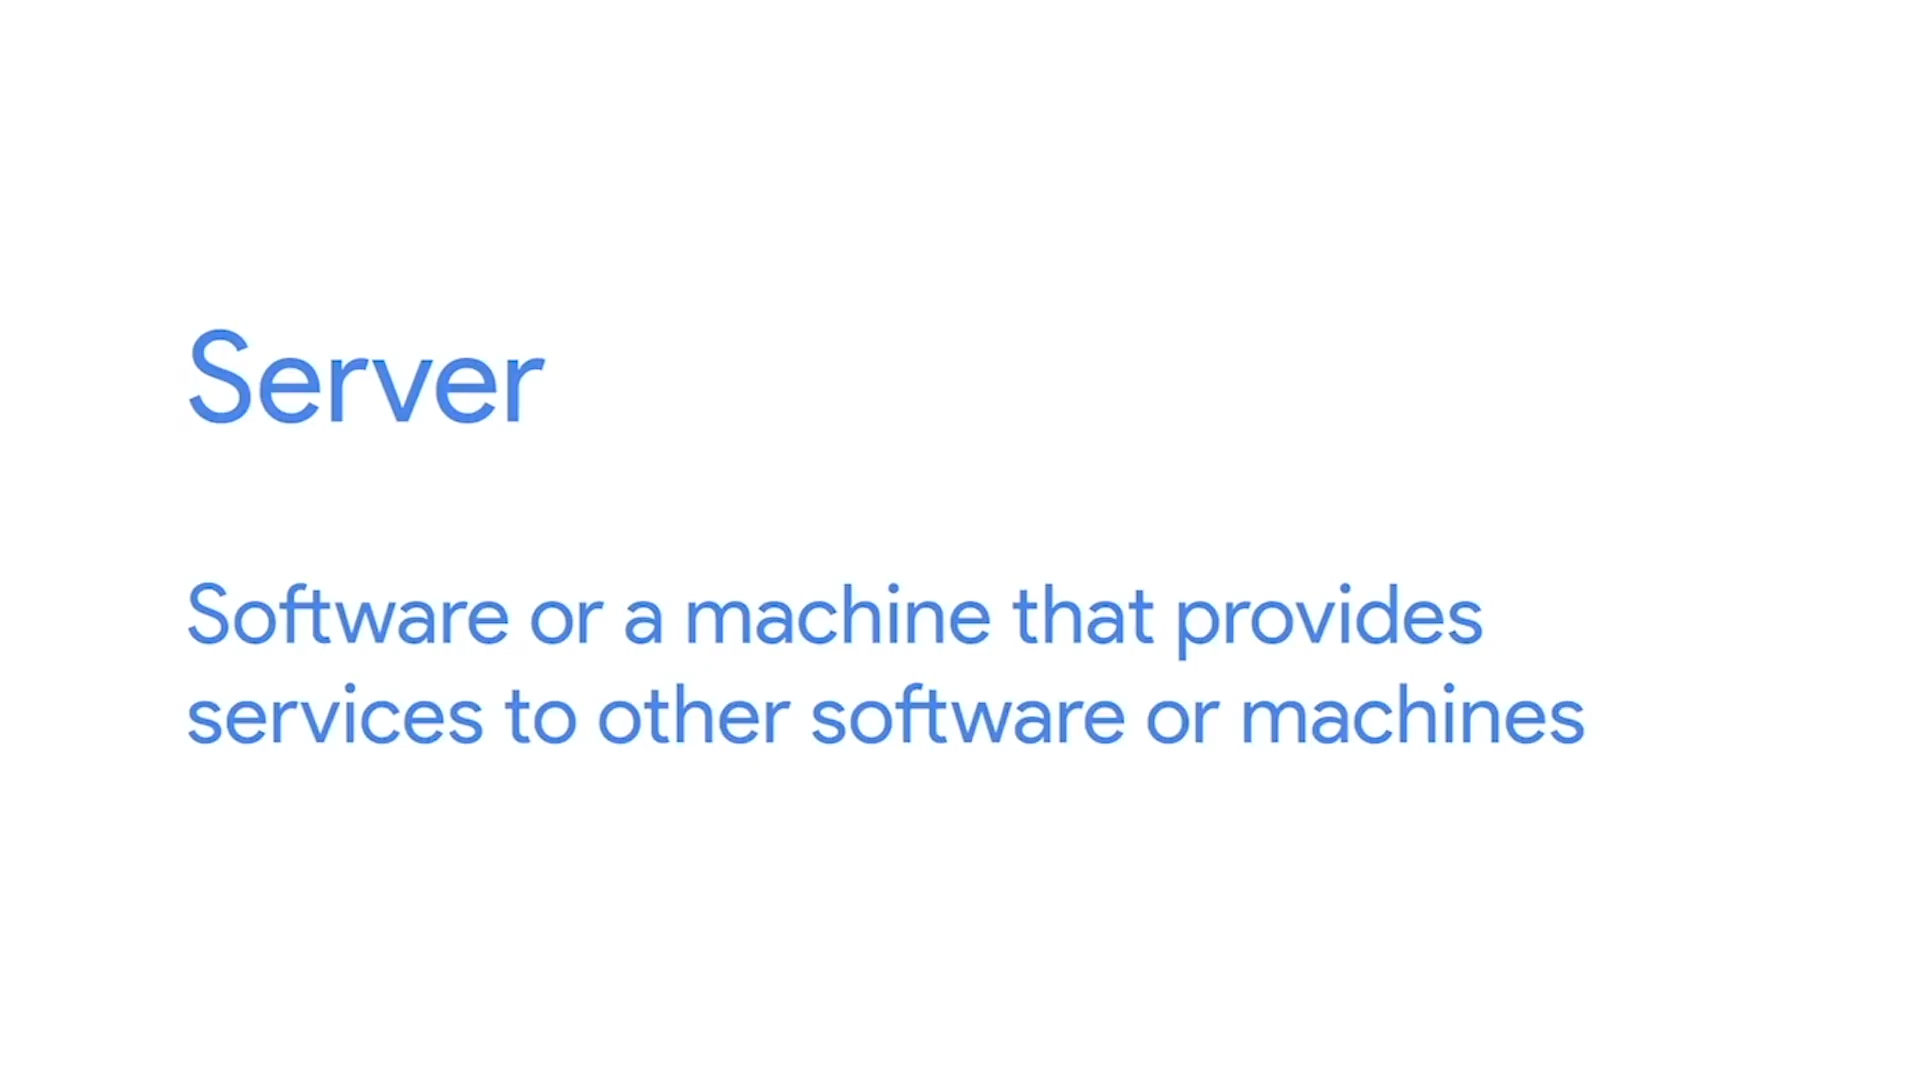 Server
Software or a machine that provides
services to other software or machines